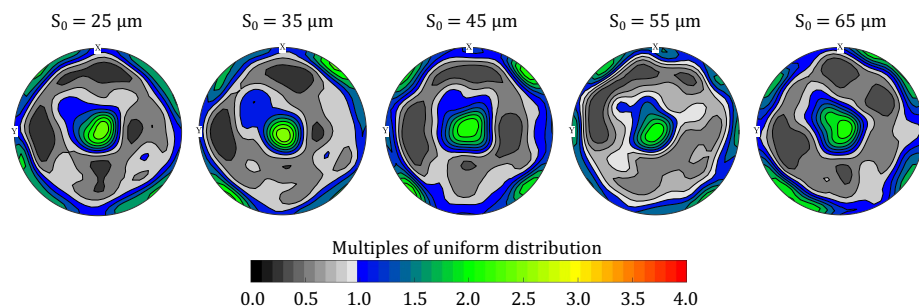 S₀ = 25 µm S₀ = 35 µm S₀ = 45 µm S₀ = 55 µm S₀ = 65 µm
X X X X X
Y Y Y Y Y
Multiples of uniform distribution
0.0 0.5 1.0 1.5 2.0 2.5 3.0 3.5 4.0